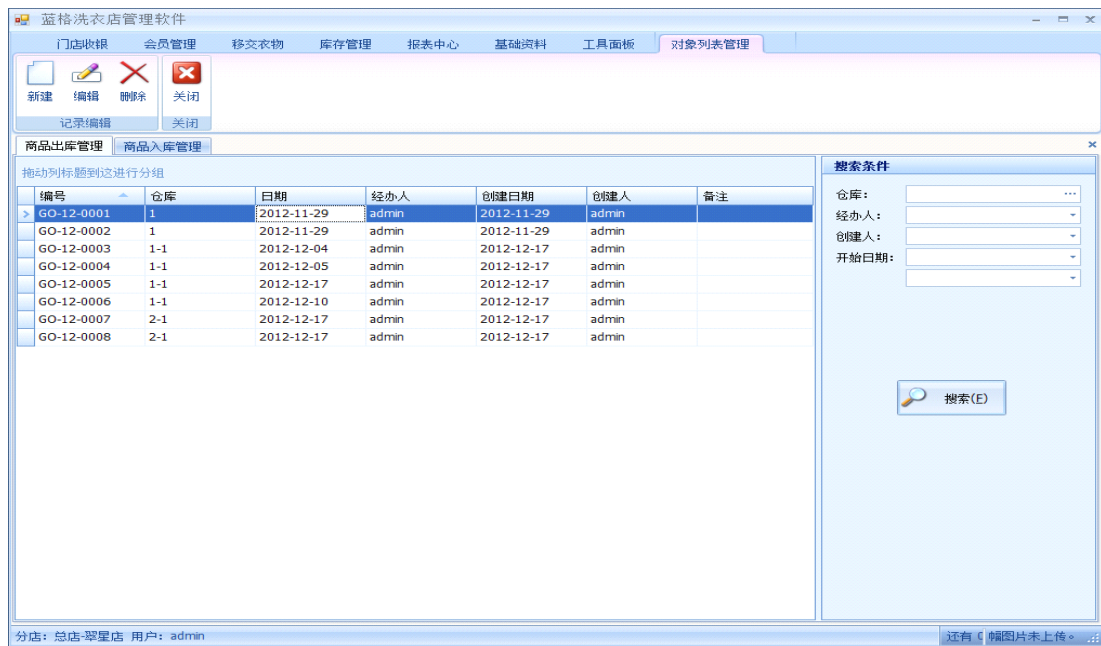 蓝格洗衣店管理软件
门店收银 会员管理 移交衣物 库存管理 报表中心 基础资料 工具面板 对象列表管理
新建 编辑 删除 关闭
记录编辑 关闭
商品出库管理 商品入库管理
拖动列标题到这进行分组
编号 仓库 日期 经办人 创建日期 创建人 备注
GO-12-0001 1 2012-11-29 admin 2012-11-29 admin
GO-12-0002 1 2012-11-29 admin 2012-11-29 admin
GO-12-0003 1-1 2012-12-04 admin 2012-12-17 admin
GO-12-0004 1-1 2012-12-05 admin 2012-12-17 admin
GO-12-0005 1-1 2012-12-17 admin 2012-12-17 admin
GO-12-0006 1-1 2012-12-10 admin 2012-12-17 admin
GO-12-0007 2-1 2012-12-17 admin 2012-12-17 admin
GO-12-0008 2-1 2012-12-17 admin 2012-12-17 admin
搜索条件
仓库：
经办人：
创建人：
开始日期：
搜索(E)
分店：总店-翠星店 用户：admin
还有 幅图片未上传。